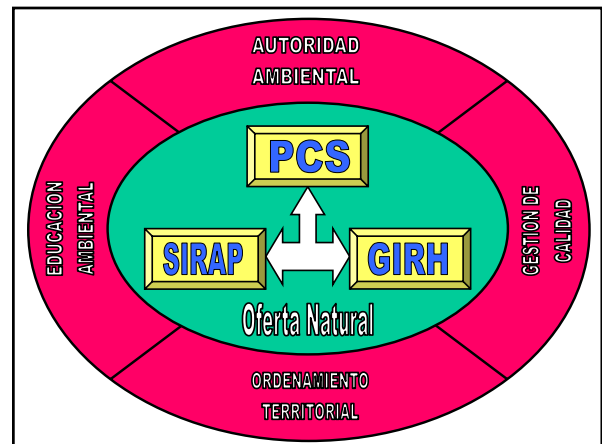 AUTORIDAD
AMBIENTAL
EDUCACION
AMBIENTAL
PCS
SIRAP
GIRH
Oferta Natural
GESTION DE
CALIDAD
ORDENAMIENTO
TERRITORIAL